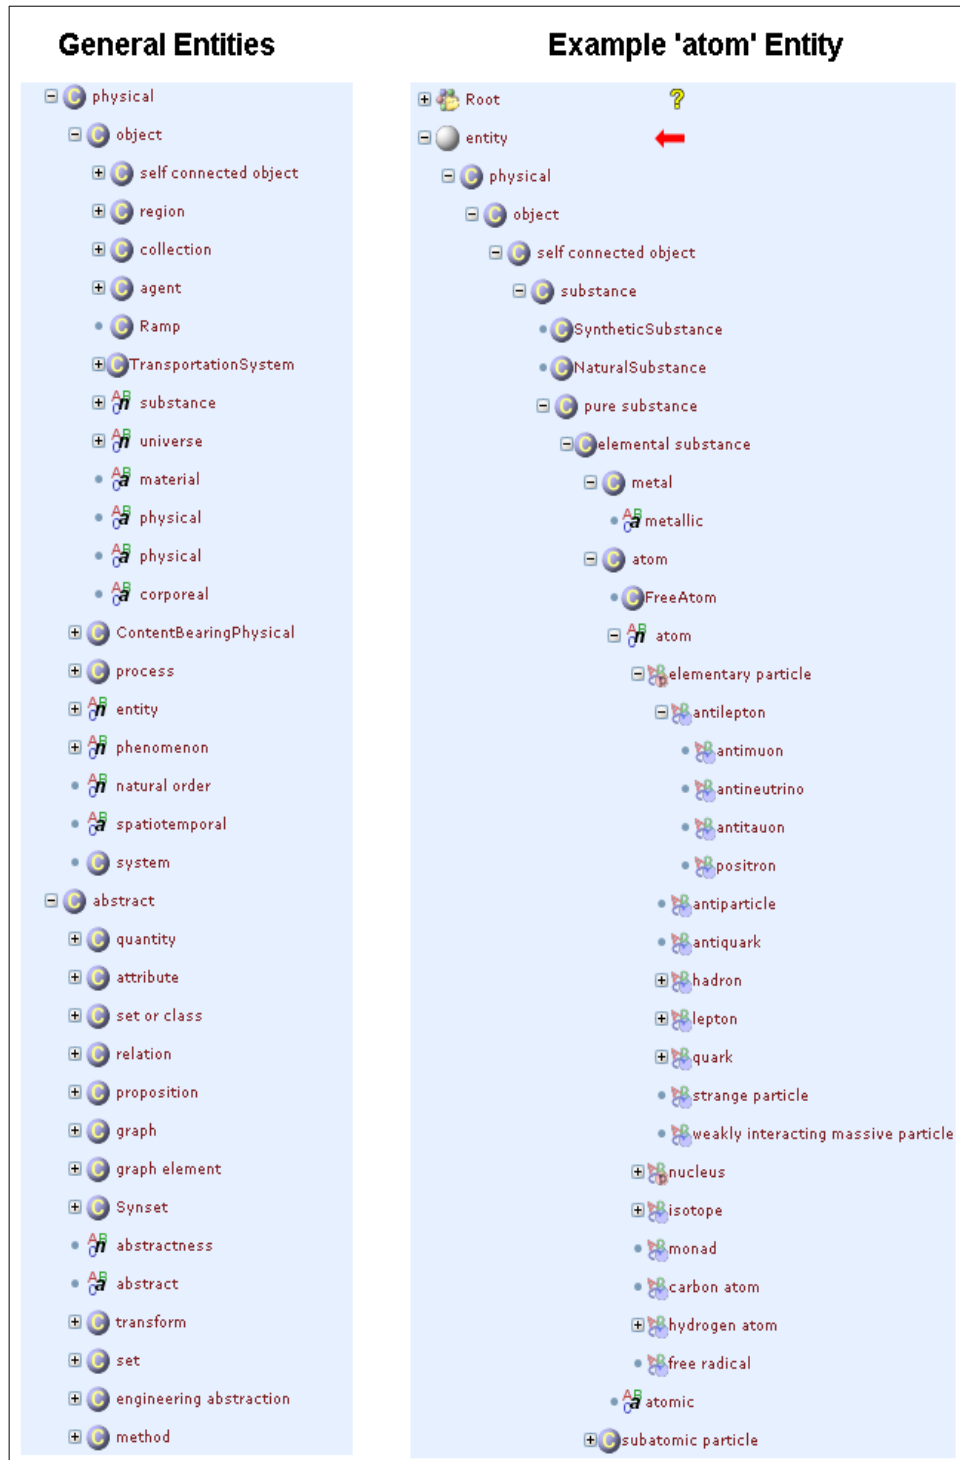 General Entities
physical
object
self connected object
region
collection
agent
Ramp
TransportationSystem
substance
universe
material
physical
physical
corporeal
ContentBearingPhysical
process
entity
phenomenon
natural order
spatiotemporal
system
abstract
quantity
attribute
set or class
relation
proposition
graph
graph element
Synset
abstractness
abstract
transform
set
engineering abstraction
method
Example 'atom' Entity
Root
entity
physical
object
self connected object
substance
SyntheticSubstance
NaturalSubstance
pure substance
elemental substance
metal
metallic
atom
FreeAtom
atom
elementary particle
antilepton
antimuon
antineutrino
antitauon
positron
antiparticle
antiquark
hadron
lepton
quark
strange particle
weakly interacting massive particle
nucleus
isotope
monad
carbon atom
hydrogen atom
free radical
atomic
subatomic particle